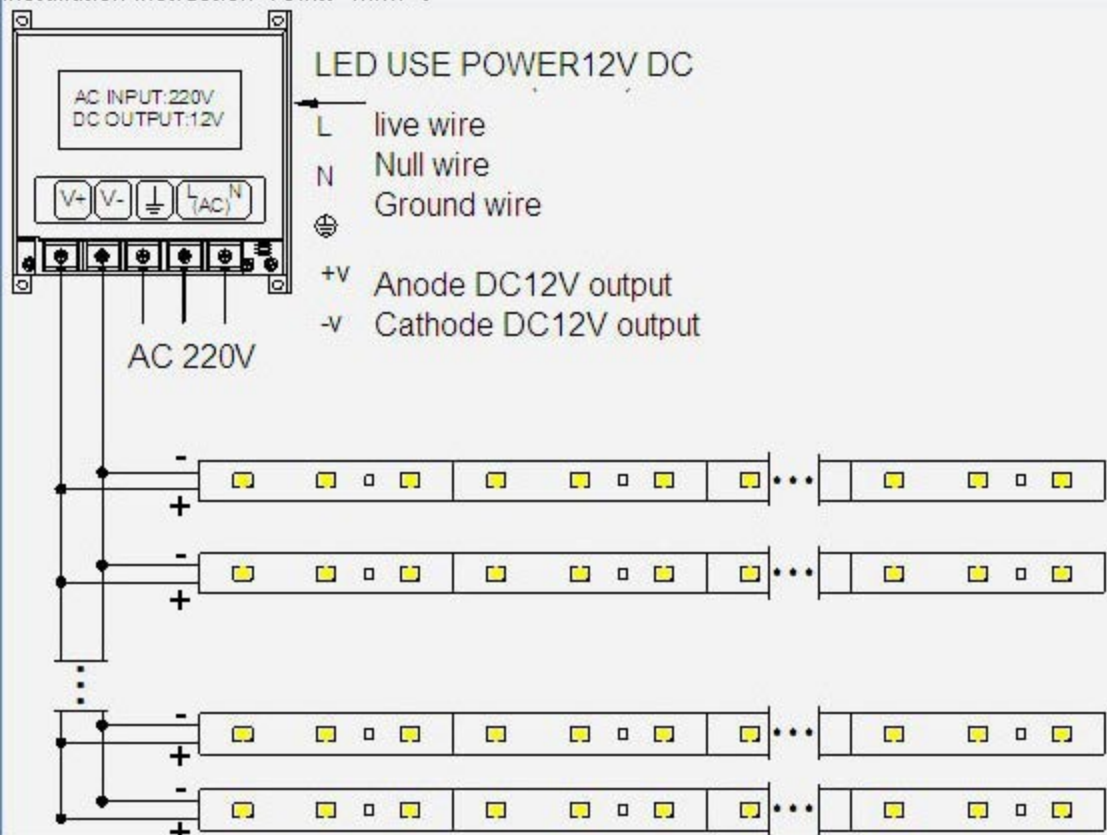 LED USE POWER12V DC
AC INPUT:220V
DC OUTPUT:12V
L live wire
N Null wire
Ground wire
V+ V- L (AC) N
+V Anode DC12V output
-V Cathode DC12V output
AC 220V
-
+
-
+
-
+
-
+